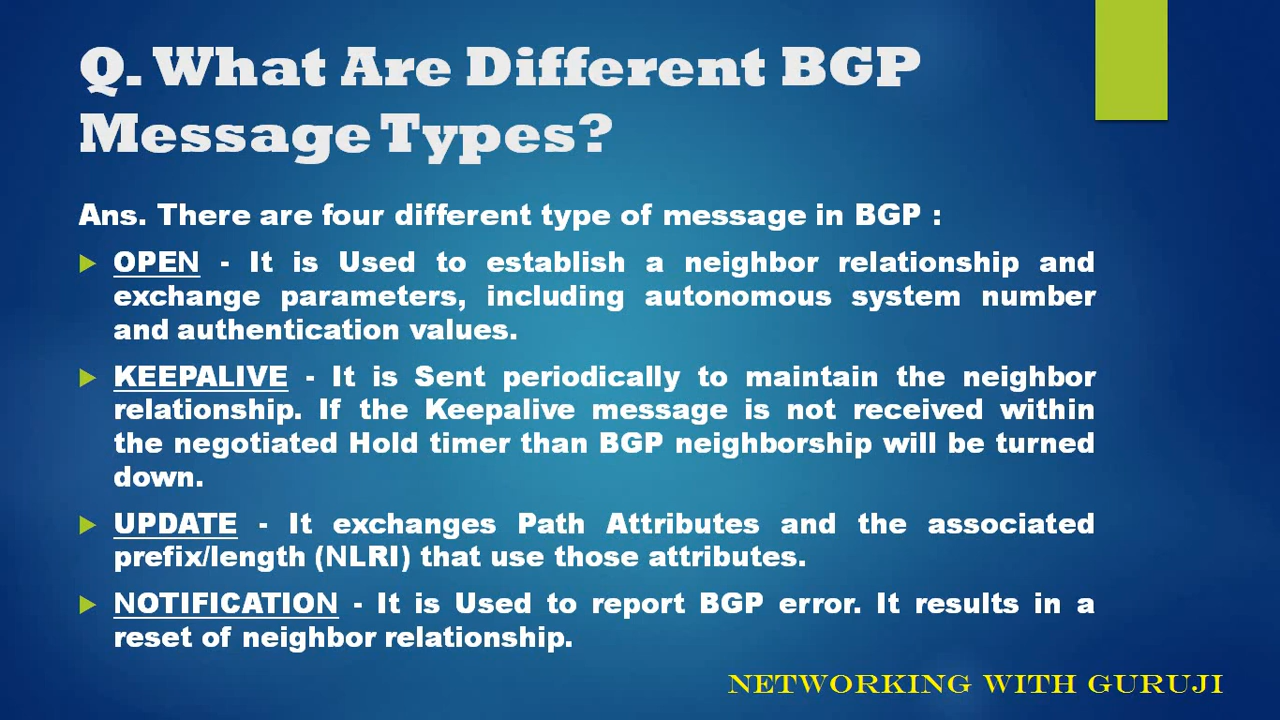 Q. What Are Different BGP
Message Types?
Ans. There are four different type of message in BGP :
OPEN - It is Used to establish a neighbor relationship and
exchange parameters, including autonomous system number
and authentication values.
KEEPALIVE - It is Sent periodically to maintain the neighbor
relationship. If the Keepalive message is not received within
the negotiated Hold timer than BGP neighborship will be turned
down.
UPDATE - It exchanges Path Attributes and the associated
prefix/length (NLRI) that use those attributes.
NOTIFICATION - It is Used to report BGP error. It results in a
reset of neighbor relationship.
NETWORKING WITH GURUJI